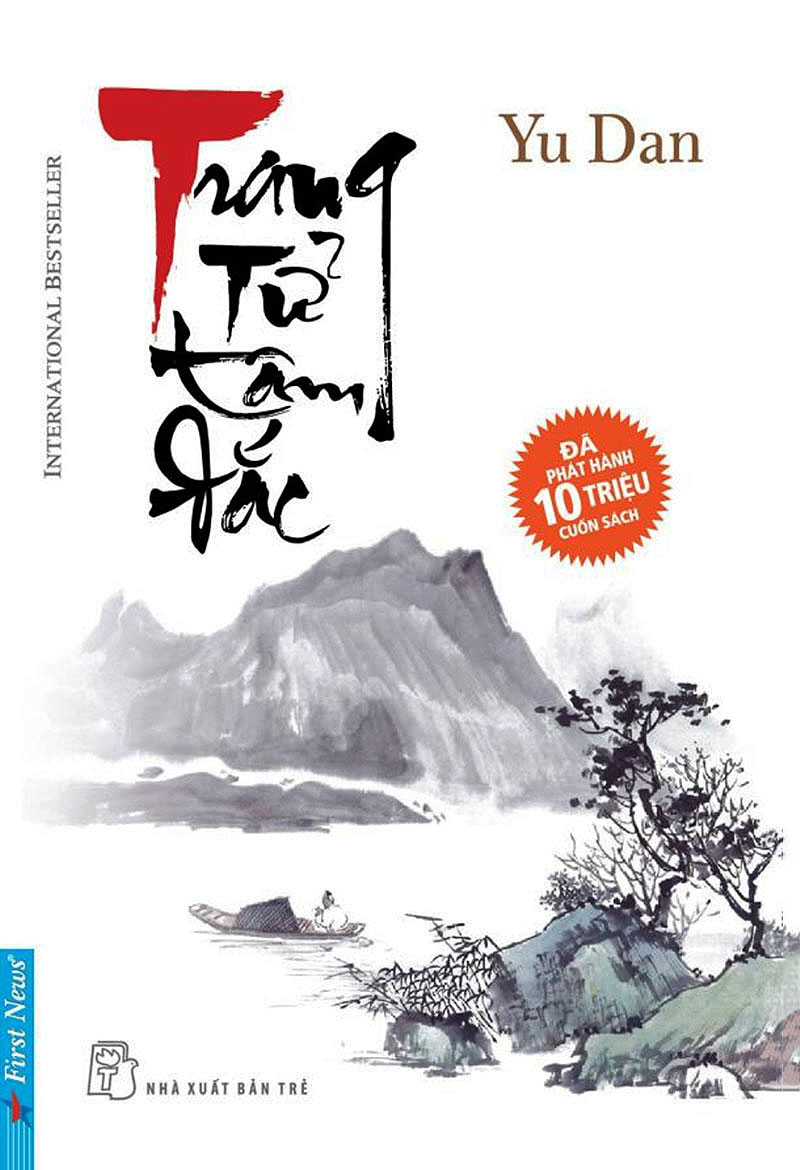 Yu Dan
INTERNATIONAL BESTSELLER
Trang
Tử
tâm
đắc
ĐÃ
PHÁT HÀNH
10 TRIỆU
CUỐN SÁCH
First News®
T
NHÀ XUẤT BẢN TRẺ